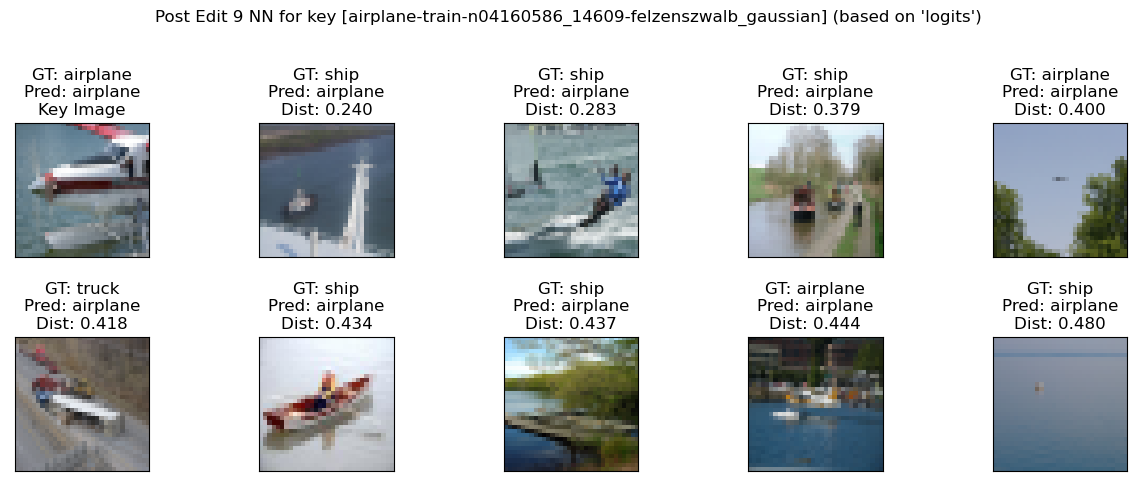 Post Edit 9 NN for key [airplane-train-n04160586_14609-felzenszwalb_gaussian] (based on 'logits')
GT: airplane
Pred: airplane
Key Image
GT: ship
Pred: airplane
Dist: 0.240
GT: ship
Pred: airplane
Dist: 0.283
GT: ship
Pred: airplane
Dist: 0.379
GT: airplane
Pred: airplane
Dist: 0.400
GT: truck
Pred: airplane
Dist: 0.418
GT: ship
Pred: airplane
Dist: 0.434
GT: ship
Pred: airplane
Dist: 0.437
GT: airplane
Pred: airplane
Dist: 0.444
GT: ship
Pred: airplane
Dist: 0.480